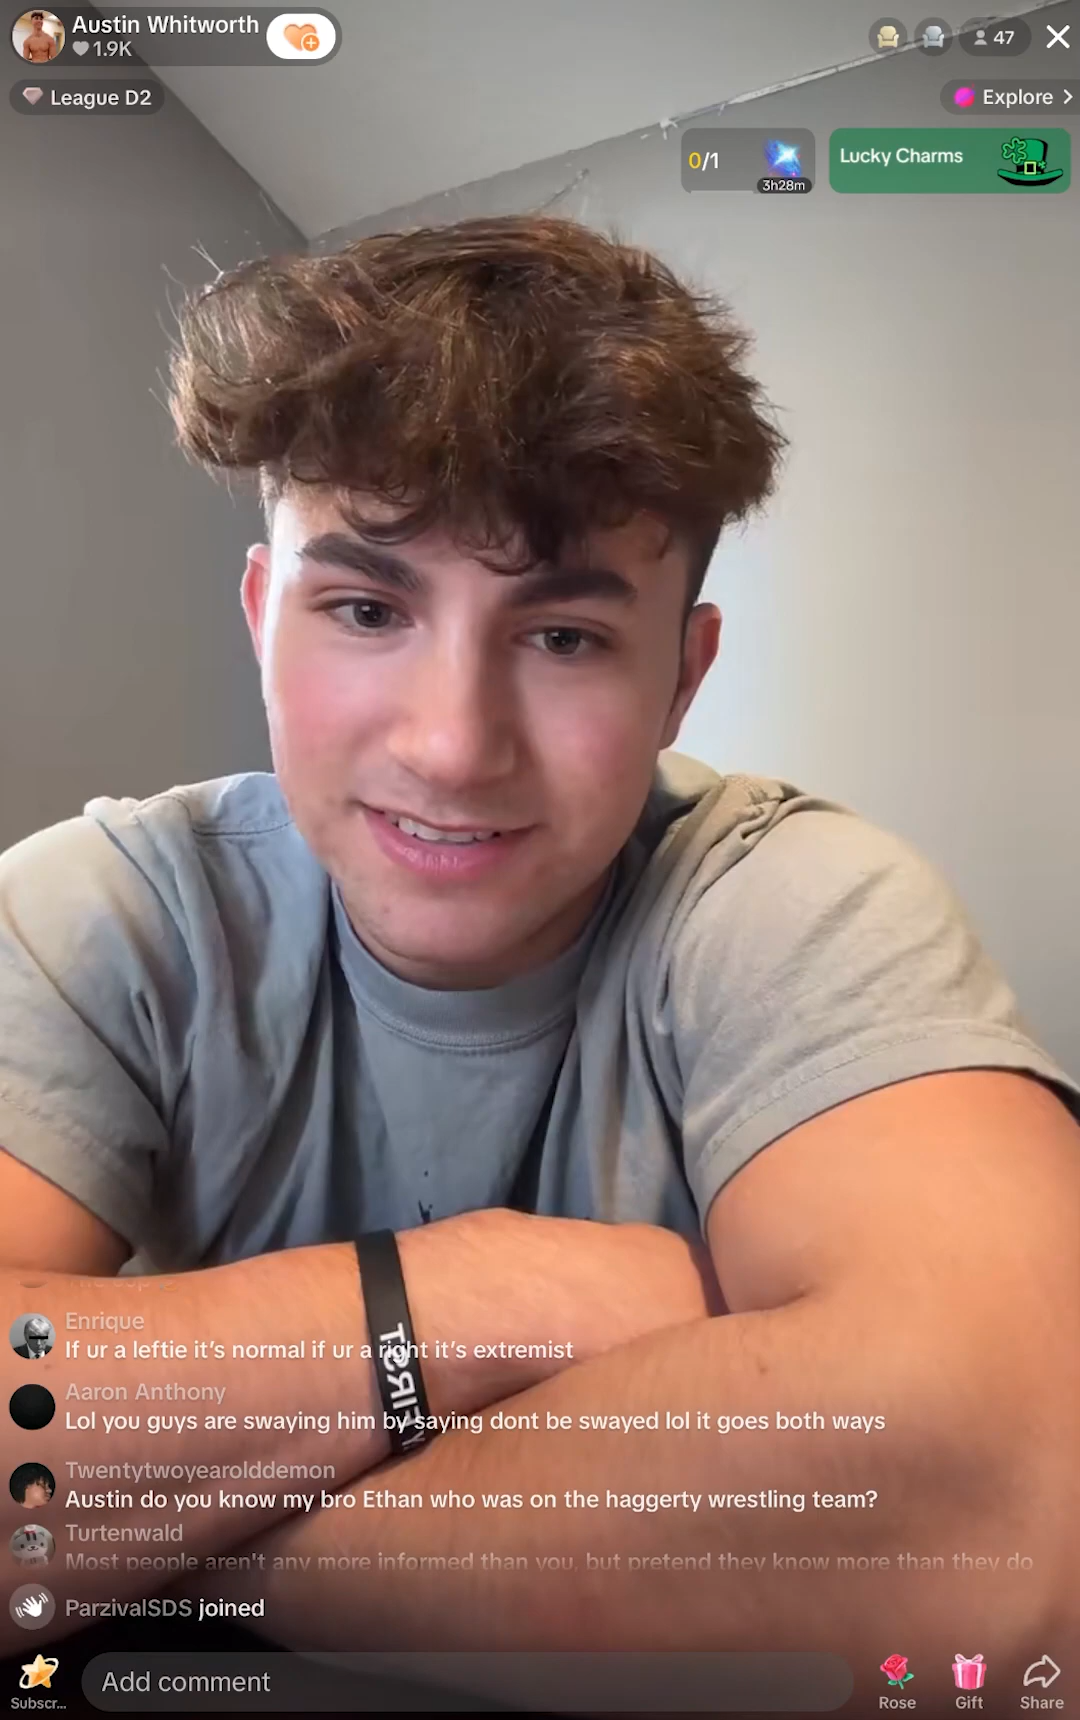 Austin Whitworth
1.9K
47
League D2
Explore
0/1
3h28m
Lucky Charms
Enrique
If ur a leftie it’s normal if ur a right it’s extremist
Aaron Anthony
Lol you guys are swaying him by saying dont be swayed lol it goes both ways
Twentytwoyearolddemon
Austin do you know my bro Ethan who was on the haggerty wrestling team?
Turtenwald
Most people aren't any more informed than you, but pretend they know more than they do
ParzivalSDS joined
Subscr...
Add comment
Rose
Gift
Share